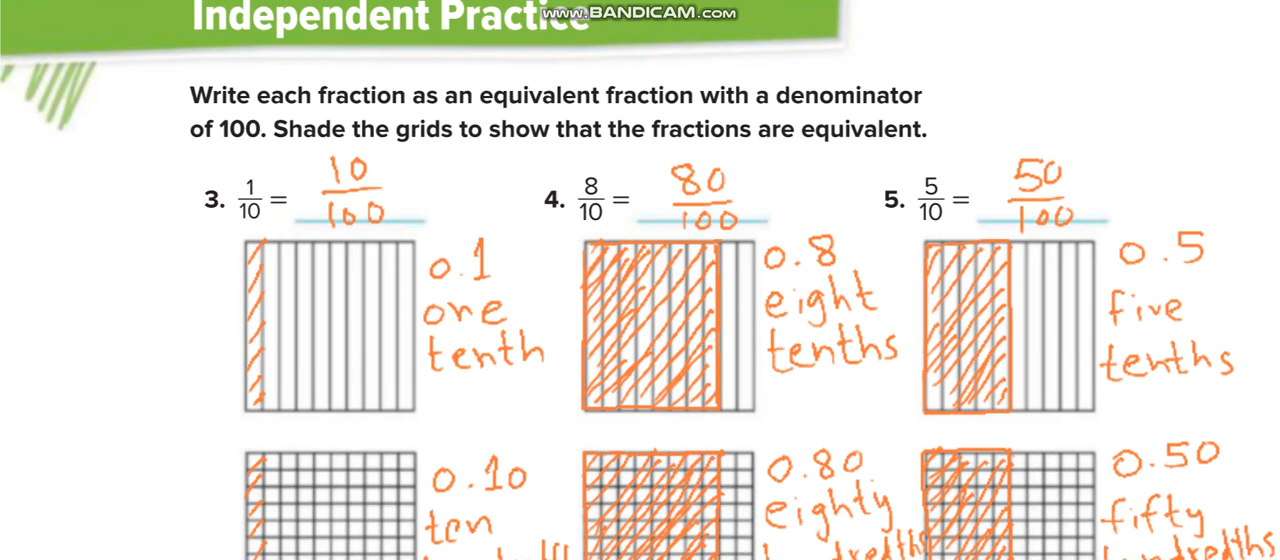 Independent Practice
www.BANDICAM.com
Write each fraction as an equivalent fraction with a denominator
of 100. Shade the grids to show that the fractions are equivalent.
3. 1/10 = 10/100
4. 8/10 = 80/100
5. 5/10 = 50/100
0.1
one
tenth
0.8
eight
tenths
0.5
five
tenths
0.10
ten
0.80
eighty
0.50
fifty